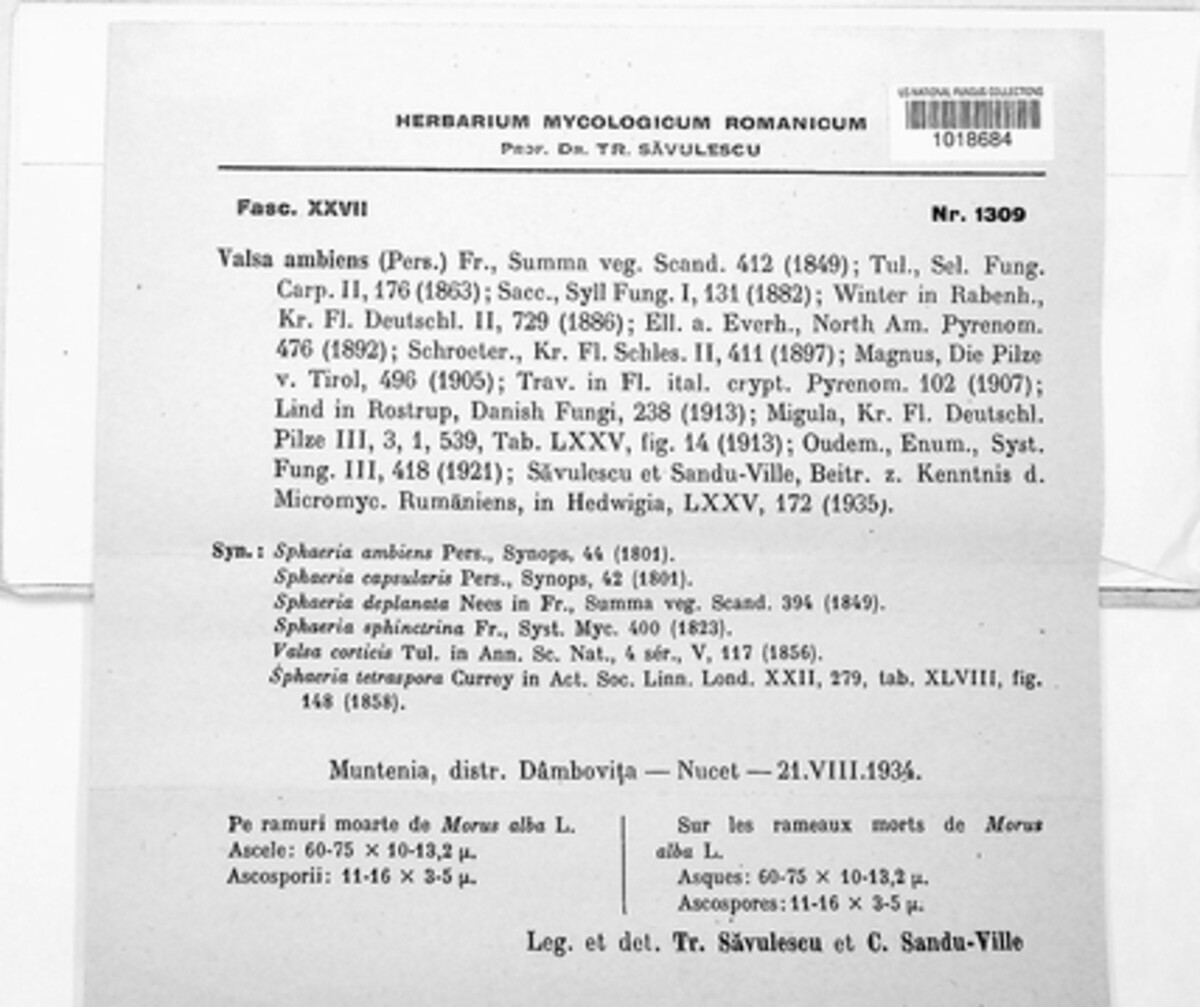 US NATIONAL FUNGUS COLLECTIONS
1018684
HERBARIUM MYCOLOGICUM ROMANICUM
PROF. DR. TR. SĂVULESCU
Fasc. XXVII
Nr. 1309
Valsa ambiens (Pers.) Fr., Summa veg. Scand. 412 (1849); Tul., Sel. Fung.
Carp. II, 176 (1863); Sacc., Syll Fung. I, 131 (1882); Winter in Rabenh.,
Kr. Fl. Deutschl. II, 729 (1886); Ell. a. Everh., North Am. Pyrenom.
476 (1892); Schroeter., Kr. Fl. Schles. II, 411 (1897); Magnus, Die Pilze
v. Tirol, 496 (1905); Trav. in Fl. ital. crypt. Pyrenom. 102 (1907);
Lind in Rostrup, Danish Fungi, 238 (1913); Migula, Kr. Fl. Deutschl.
Pilze III, 3, 1, 539, Tab. LXXV, fig. 14 (1913); Oudem., Enum., Syst.
Fung. III, 418 (1921); Săvulescu et Sandu-Ville, Beitr. z. Kenntnis d.
Micromyc. Rumäniens, in Hedwigia, LXXV, 172 (1935).
Syn.: Sphaeria ambiens Pers., Synops, 44 (1801).
Sphaeria capsularis Pers., Synops, 42 (1801).
Sphaeria deplanata Nees in Fr., Summa veg. Scand. 394 (1849).
Sphaeria sphinctrina Fr., Syst. Myc. 400 (1823).
Valsa corticis Tul. in Ann. Sc. Nat., 4 sér., V, 117 (1856).
Sphaeria tetraspora Currey in Act. Soc. Linn. Lond. XXII, 279, tab. XLVIII, fig.
148 (1858).
Muntenia, distr. Dâmbovița — Nucet — 21.VIII.1934.
Pe ramuri moarte de Morus alba L.
Ascele: 60-75 × 10-13,2 µ.
Ascosporii: 11-16 × 3-5 µ.
Sur les rameaux morts de Morus
alba L.
Asques: 60-75 × 10-13,2 µ.
Ascospores: 11-16 × 3-5 µ.
Leg. et det. Tr. Săvulescu et C. Sandu-Ville